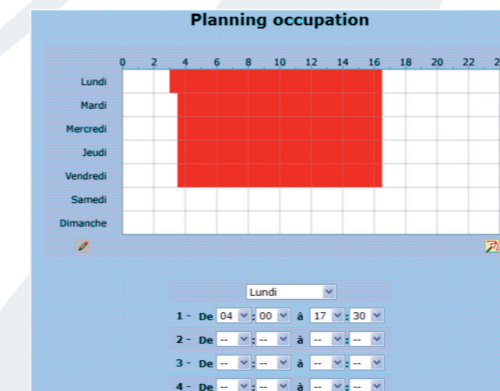 Planning occupation
0 2 4 6 8 10 12 14 16 18 20 22 2
Lundi
Mardi
Mercredi
Jeudi
Vendredi
Samedi
Dimanche
Lundi
1 - De 04 : 00 à 17 : 30
2 - De -- : -- à -- : --
3 - De -- : -- à -- : --
4 - De -- : -- à -- : --